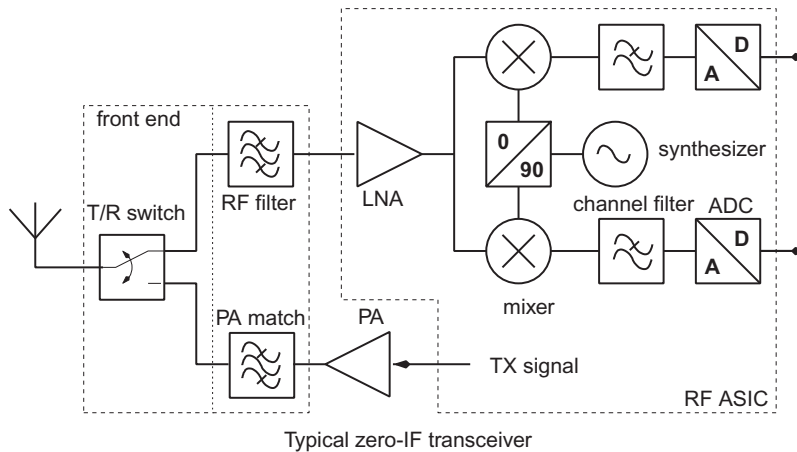 front end
T/R switch
RF filter
LNA
0
90
synthesizer
channel filter
ADC
D
A
D
A
mixer
PA match
PA
TX signal
RF ASIC
Typical zero-IF transceiver